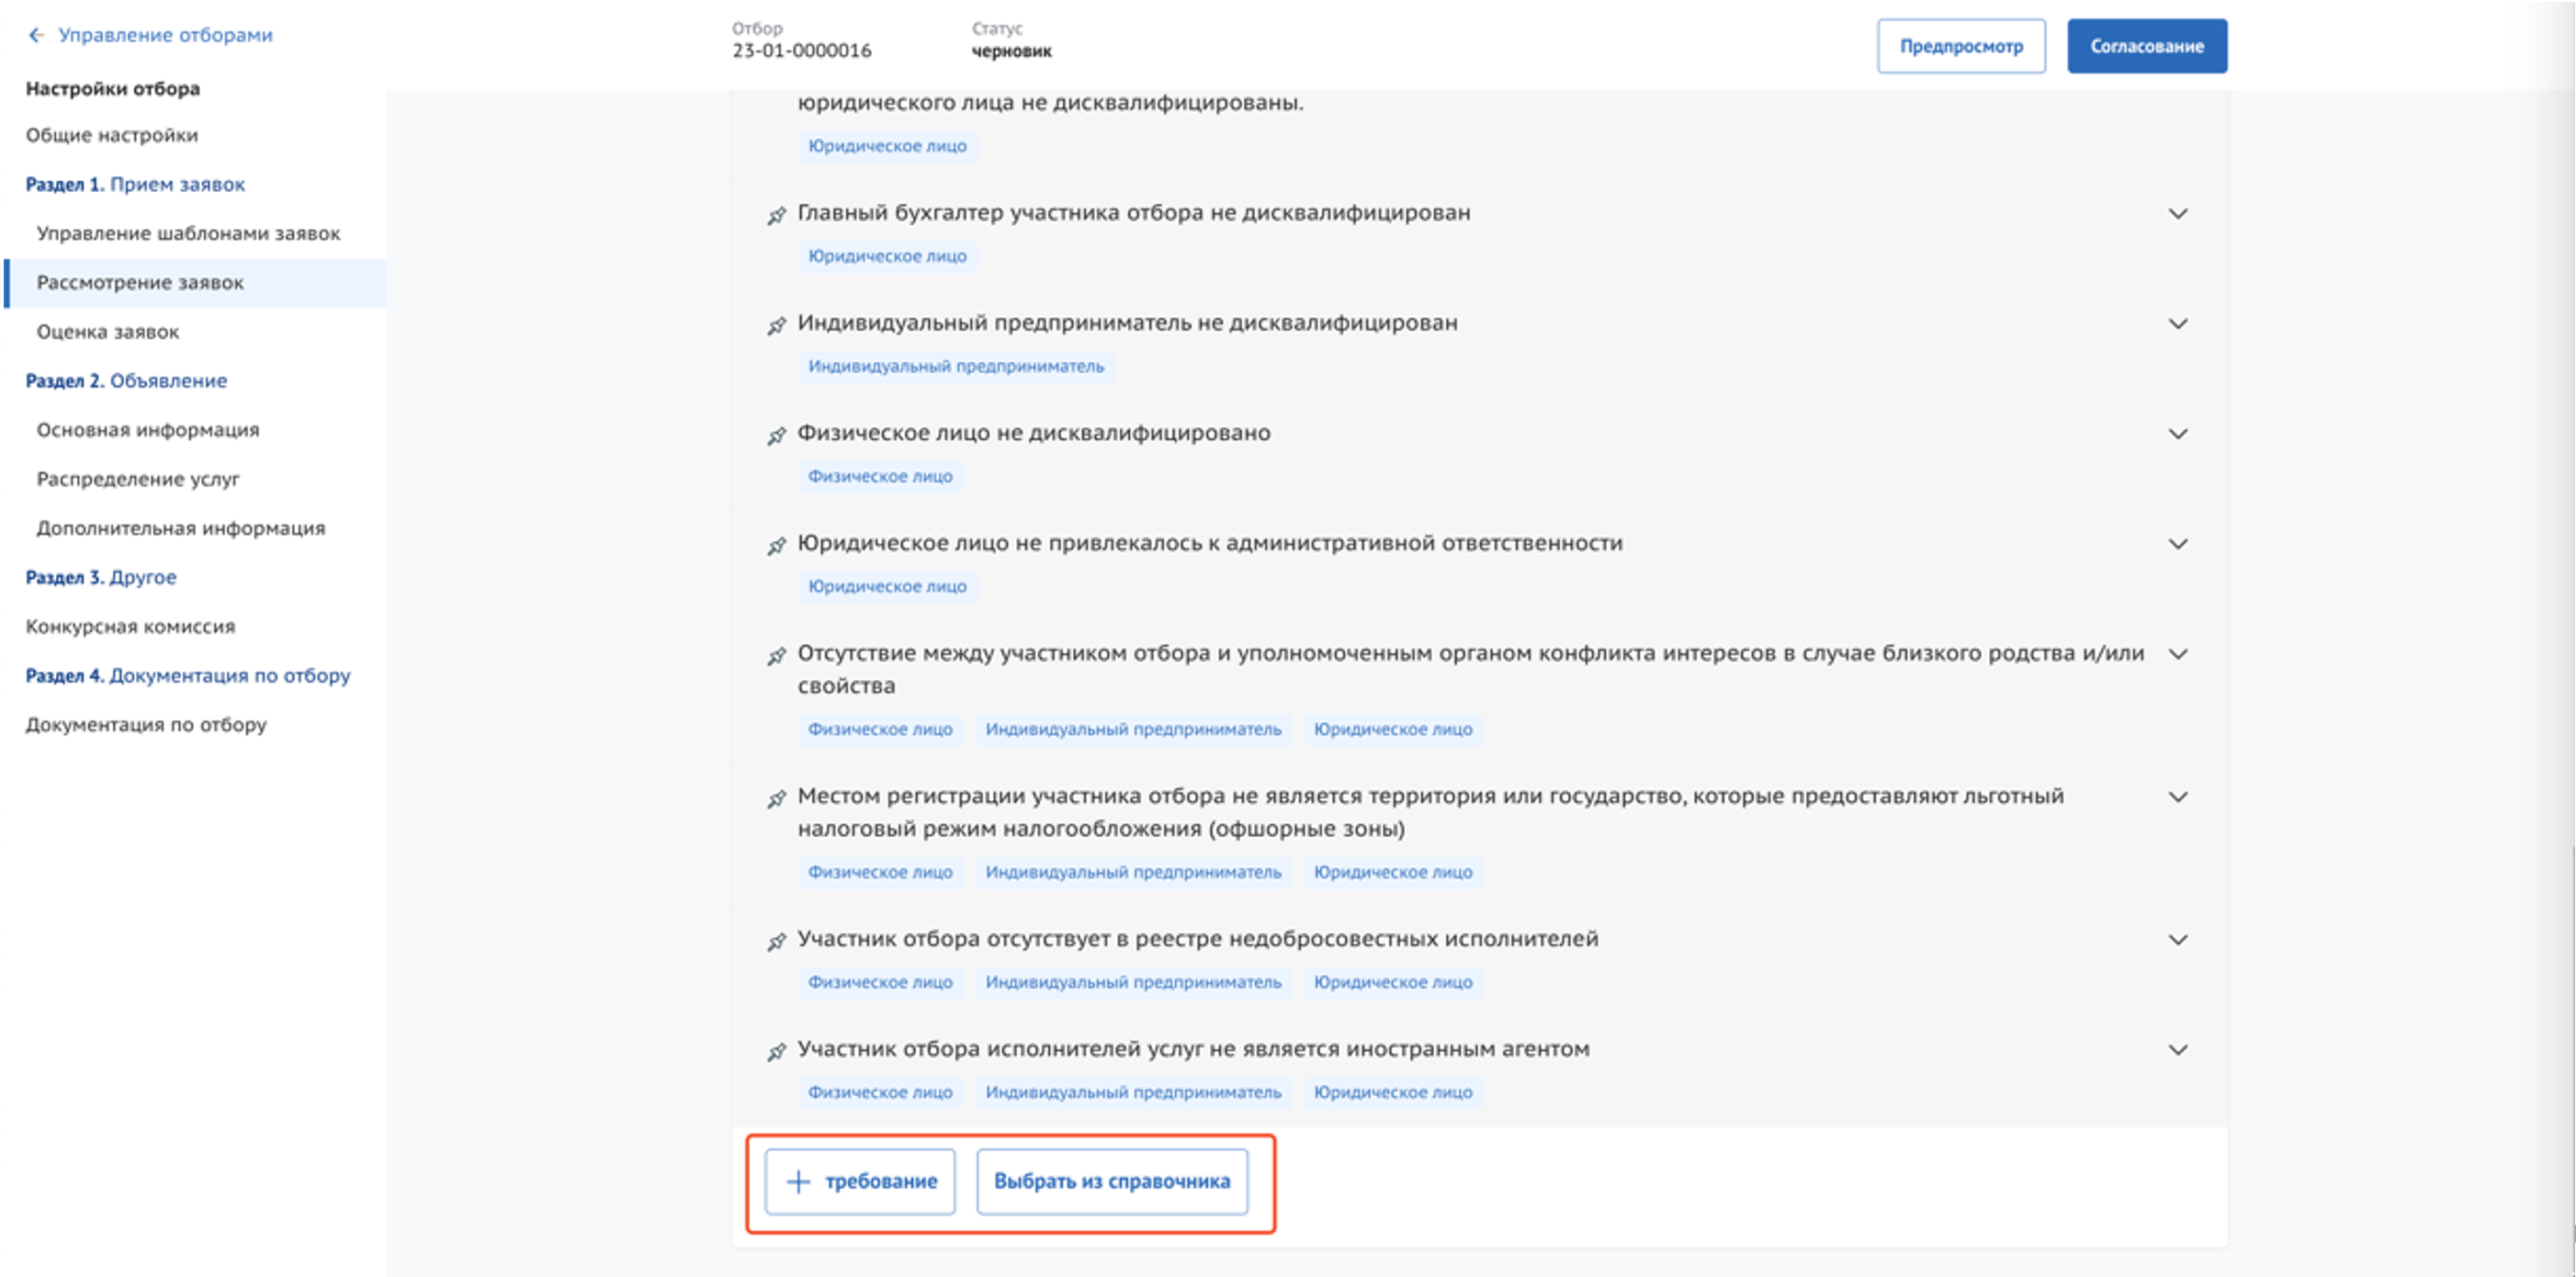 Управление отборами
Настройки отбора
Общие настройки
Раздел 1. Прием заявок
Управление шаблонами заявок
Рассмотрение заявок
Оценка заявок
Раздел 2. Объявление
Основная информация
Распределение услуг
Дополнительная информация
Раздел 3. Другое
Конкурсная комиссия
Раздел 4. Документация по отбору
Документация по отбору
Отбор
23-01-0000016
Статус
черновик
Предпросмотр
Согласование
юридического лица не дисквалифицированы.
Юридическое лицо
Главный бухгалтер участника отбора не дисквалифицирован
Юридическое лицо
Индивидуальный предприниматель не дисквалифицирован
Индивидуальный предприниматель
Физическое лицо не дисквалифицировано
Физическое лицо
Юридическое лицо не привлекалось к административной ответственности
Юридическое лицо
Отсутствие между участником отбора и уполномоченным органом конфликта интересов в случае близкого родства и/или
свойства
Физическое лицо Индивидуальный предприниматель Юридическое лицо
Местом регистрации участника отбора не является территория или государство, которые предоставляют льготный
налоговый режим налогообложения (офшорные зоны)
Физическое лицо Индивидуальный предприниматель Юридическое лицо
Участник отбора отсутствует в реестре недобросовестных исполнителей
Физическое лицо Индивидуальный предприниматель Юридическое лицо
Участник отбора исполнителей услуг не является иностранным агентом
Физическое лицо Индивидуальный предприниматель Юридическое лицо
+ требование Выбрать из справочника